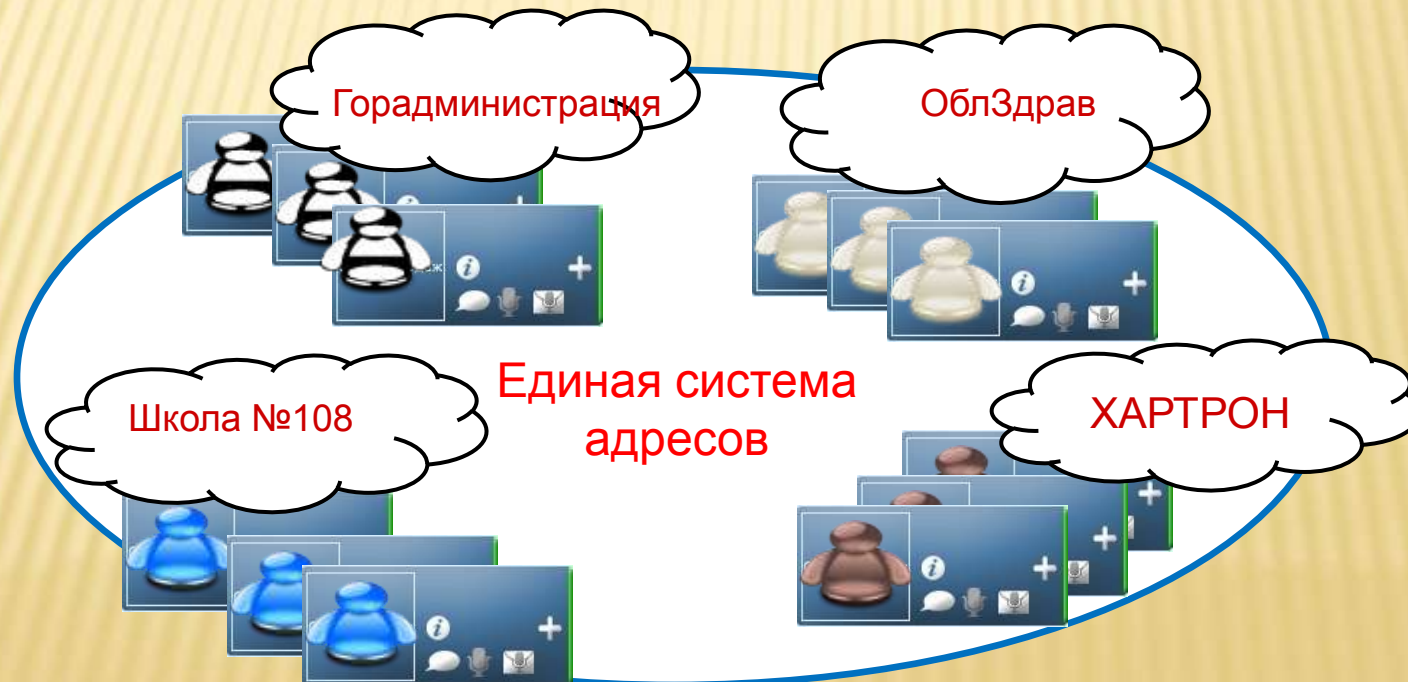 Горадминистрация
ОблЗдрав
Единая система
адресов
Школа №108
ХАРТРОН